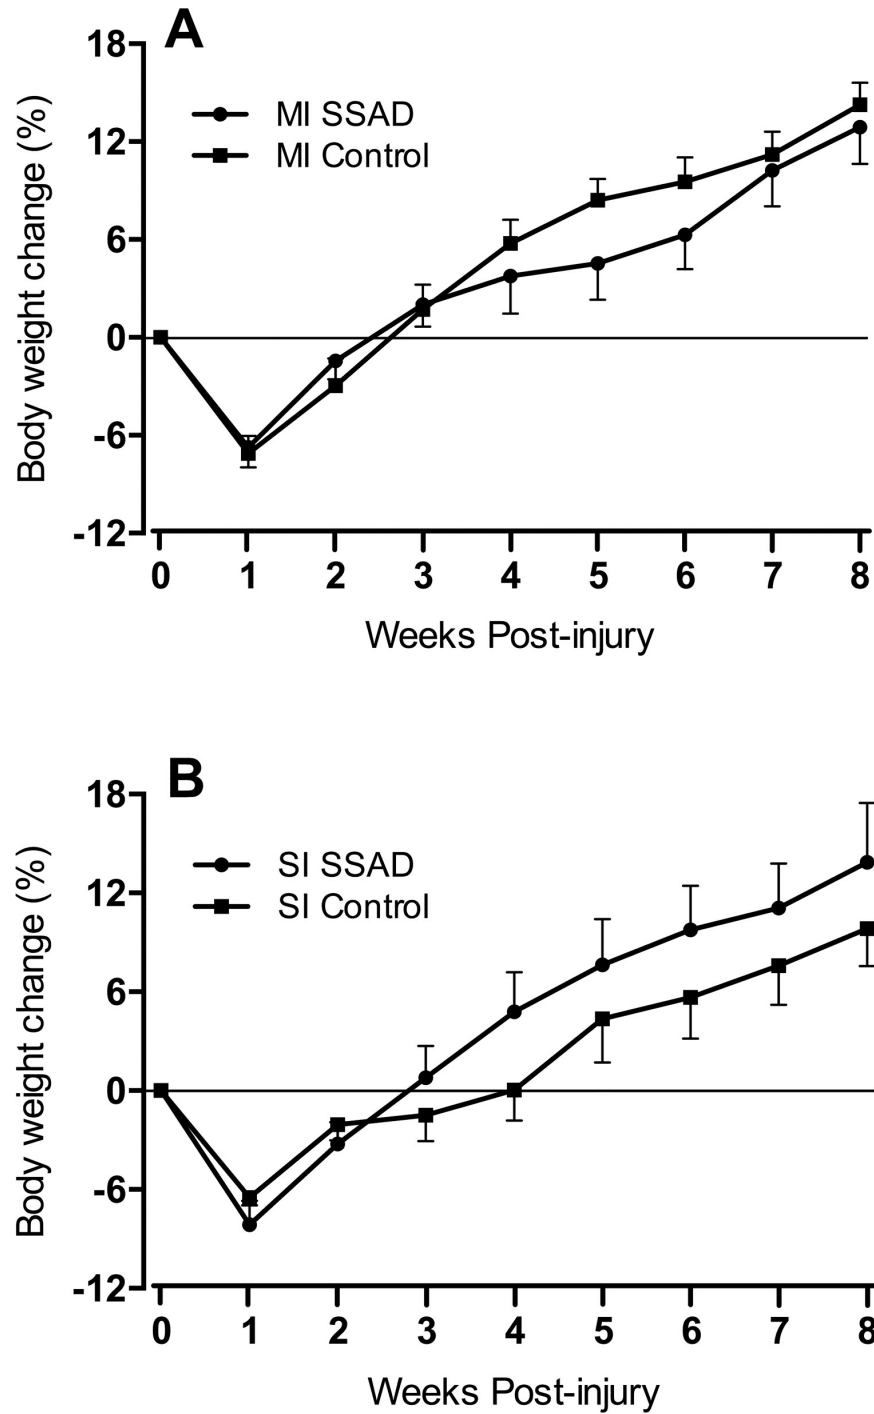 A
18
12
6
0
-6
-12
Body weight change (%)
MI SSAD
MI Control
0 1 2 3 4 5 6 7 8
Weeks Post-injury
B
18
12
6
0
-6
-12
Body weight change (%)
SI SSAD
SI Control
0 1 2 3 4 5 6 7 8
Weeks Post-injury